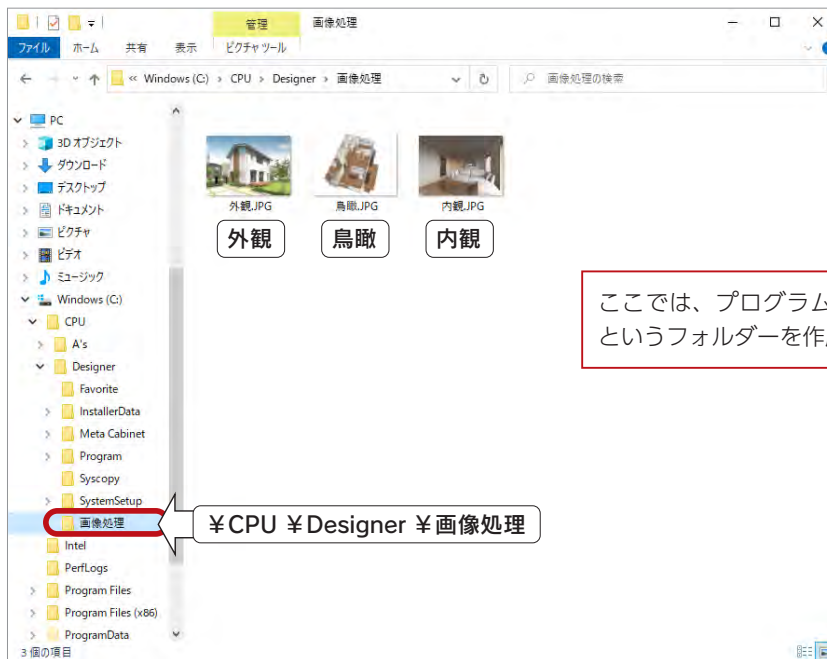 管理 画像処理
ファイル ホーム 共有 表示 ピクチャ ツール
« Windows (C:) › CPU › Designer › 画像処理
画像処理の検索
PC
3D オブジェクト
ダウンロード
デスクトップ
ドキュメント
ピクチャ
ビデオ
ミュージック
Windows (C:)
CPU
A's
Designer
Favorite
InstallerData
Meta Cabinet
Program
Syscopy
SystemSetup
画像処理
Intel
PerfLogs
Program Files
Program Files (x86)
ProgramData
3 個の項目
外観.JPG 鳥瞰.JPG 内観.JPG
外観 鳥瞰 内観
ここでは、プログラム
というフォルダーを作
¥CPU ¥Designer ¥画像処理